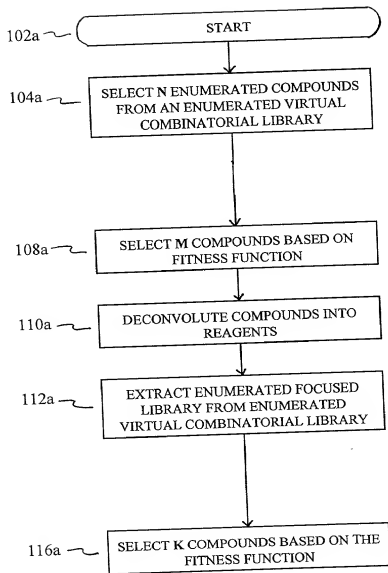 102a
START
104a
SELECT N ENUMERATED COMPOUNDS
FROM AN ENUMERATED VIRTUAL
COMBINATORIAL LIBRARY
108a
SELECT M COMPOUNDS BASED ON
FITNESS FUNCTION
110a
DECONVOLUTE COMPOUNDS INTO
REAGENTS
112a
EXTRACT ENUMERATED FOCUSED
LIBRARY FROM ENUMERATED
VIRTUAL COMBINATORIAL LIBRARY
116a
SELECT K COMPOUNDS BASED ON THE
FITNESS FUNCTION